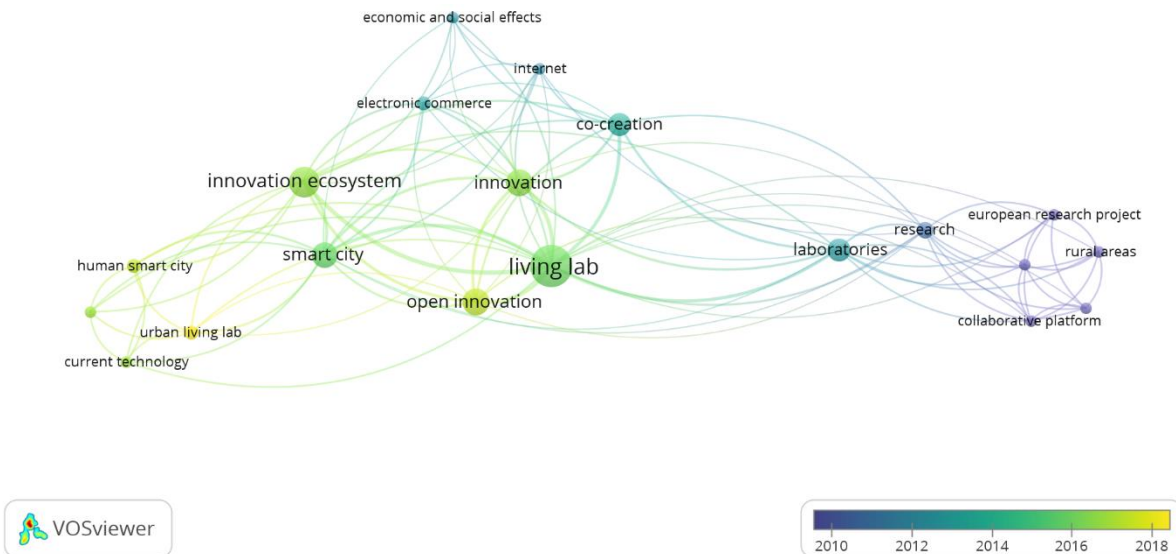 economic and social effects
internet
electronic commerce
co-creation
innovation ecosystem
innovation
european research project
research
laboratories
rural areas
smart city
human smart city
living lab
open innovation
collaborative platform
urban living lab
current technology
VOSviewer
2010 2012 2014 2016 2018